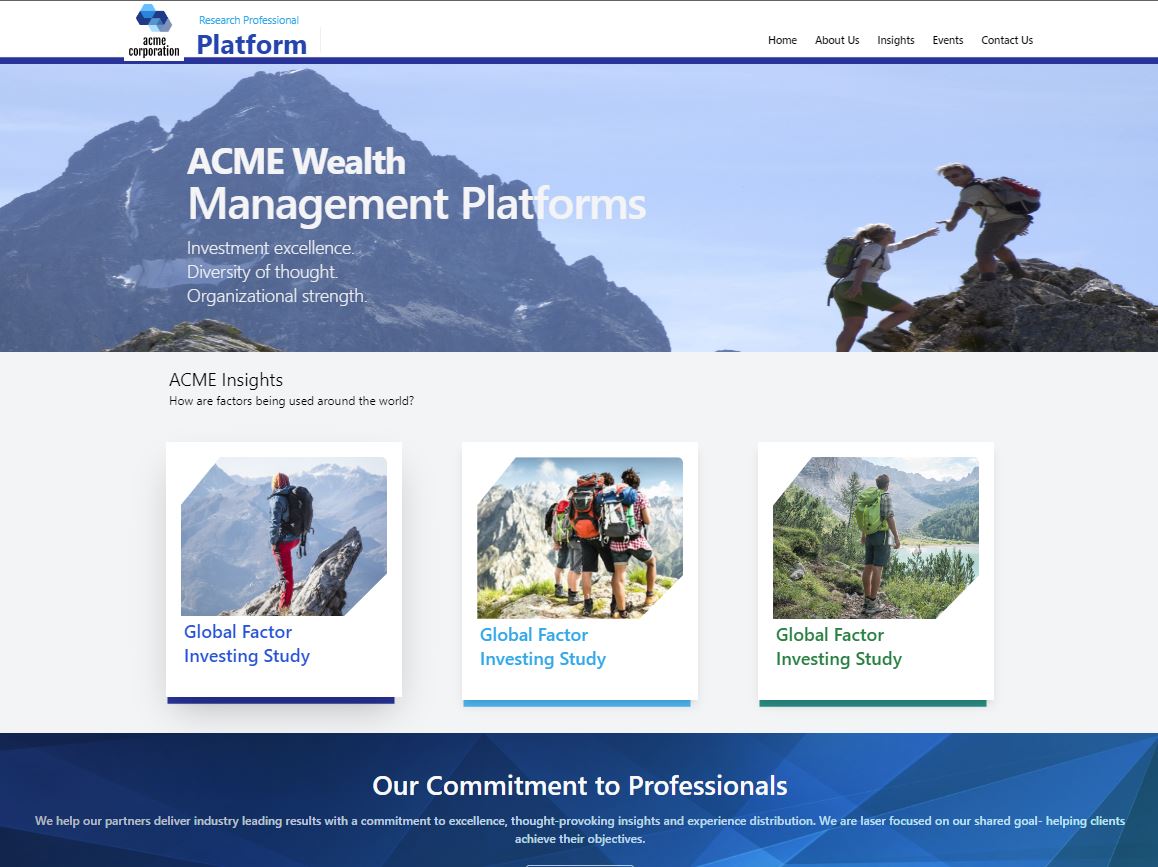 acme
corporation
Research Professional
Platform
Home
About Us
Insights
Events
Contact Us
ACME Wealth
Management Platforms
Investment excellence.
Diversity of thought.
Organizational strength.
ACME Insights
How are factors being used around the world?
Global Factor
Investing Study
Global Factor
Investing Study
Global Factor
Investing Study
Our Commitment to Professionals
We help our partners deliver industry leading results with a commitment to excellence, thought-provoking insights and experience distribution. We are laser focused on our shared goal- helping clients
achieve their objectives.